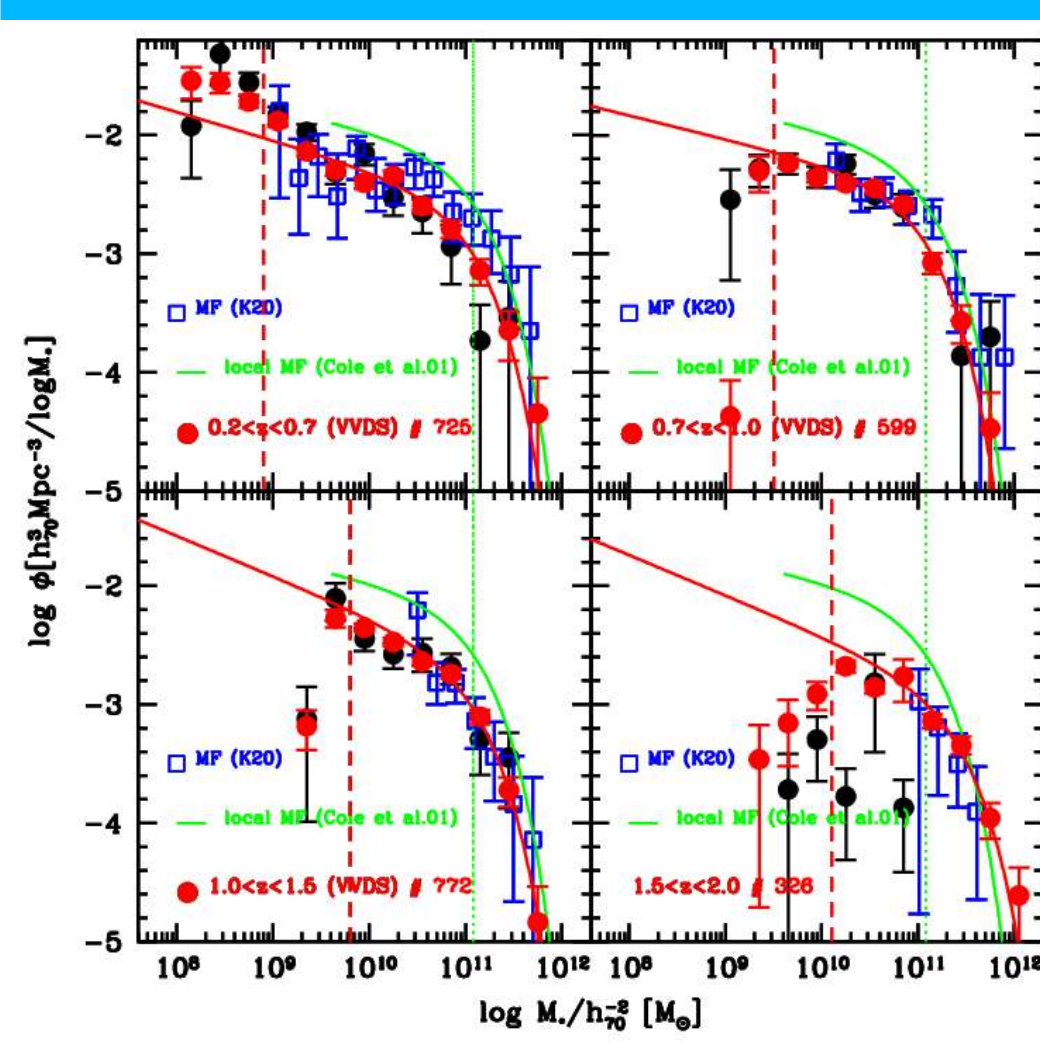 −2
−3
−4
−5
MF (K20)
local MF (Cole et al.01)
0.2<z<0.7 (VVDS) # 725
MF (K20)
local MF (Cole et al.01)
0.7<z<1.0 (VVDS) # 599
log ϕ[h₇₀³Mpc⁻³/logM*]
−2
−3
−4
−5
MF (K20)
local MF (Cole et al.01)
1.0<z<1.5 (VVDS) # 772
MF (K20)
local MF (Cole et al.01)
1.5<z<2.0 # 326
10⁸ 10⁹ 10¹⁰ 10¹¹ 10¹² 10⁸ 10⁹ 10¹⁰ 10¹¹ 10¹²
log M*/h₇₀⁻² [M⊙]